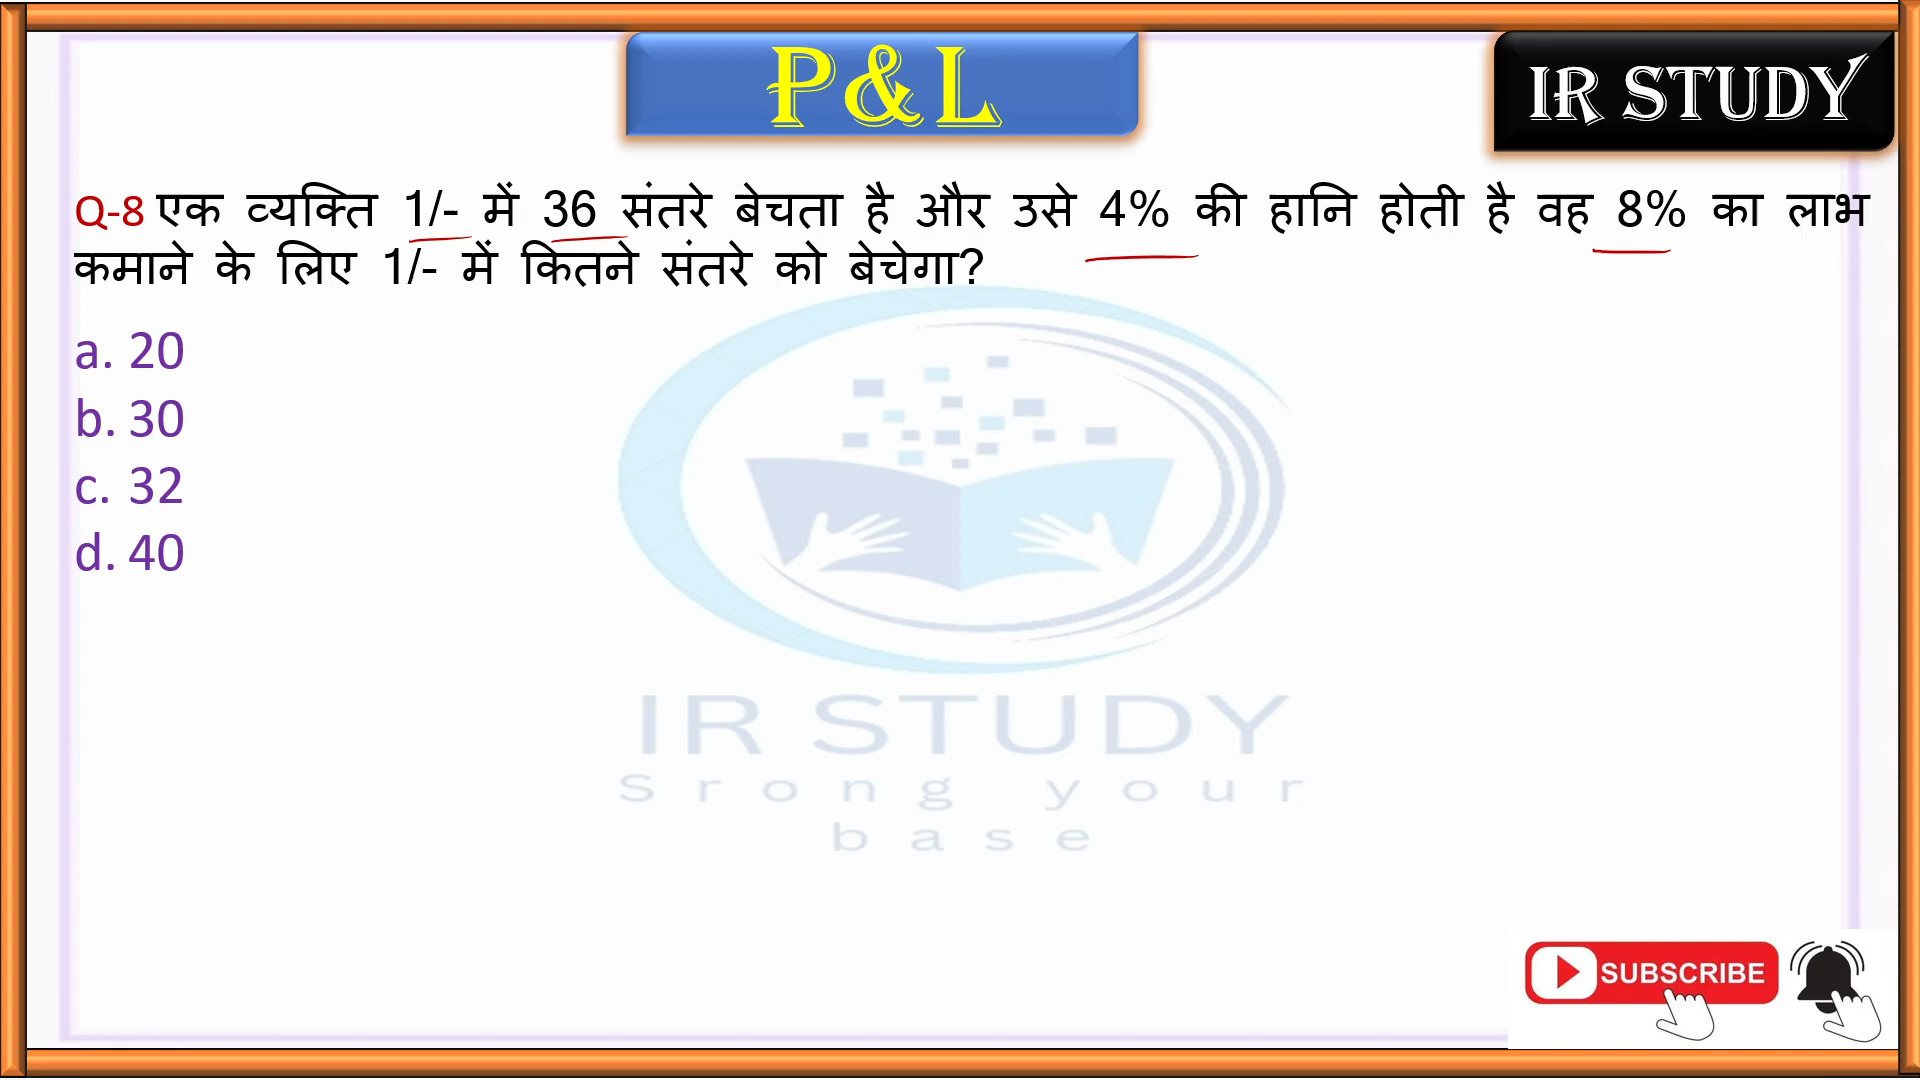 P&L
IR STUDY
Q-8 एक व्यक्ति 1/- में 36 संतरे बेचता है और उसे 4% की हानि होती है वह 8% का लाभ
कमाने के लिए 1/- में कितने संतरे को बेचेगा?
a. 20
b. 30
c. 32
d. 40
IR STUDY
Srong your
base
SUBSCRIBE